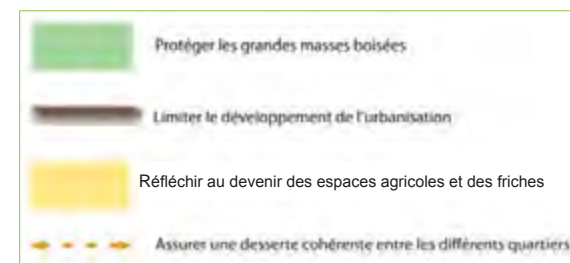 Protéger les grandes masses boisées
Limiter le développement de l'urbanisation
Réfléchir au devenir des espaces agricoles et des friches
Assurer une desserte cohérente entre les différents quartiers